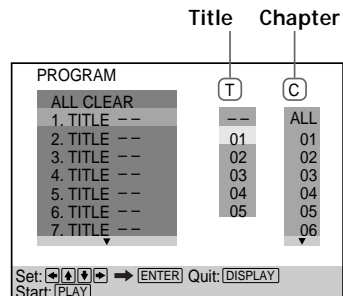 Title Chapter
PROGRAM
T C
ALL CLEAR
1. TITLE – – – – ALL
2. TITLE – – 01 01
3. TITLE – – 02 02
4. TITLE – – 03 03
5. TITLE – – 04 04
6. TITLE – – 05 05
7. TITLE – – 06
Set: ENTER Quit: DISPLAY
Start: PLAY